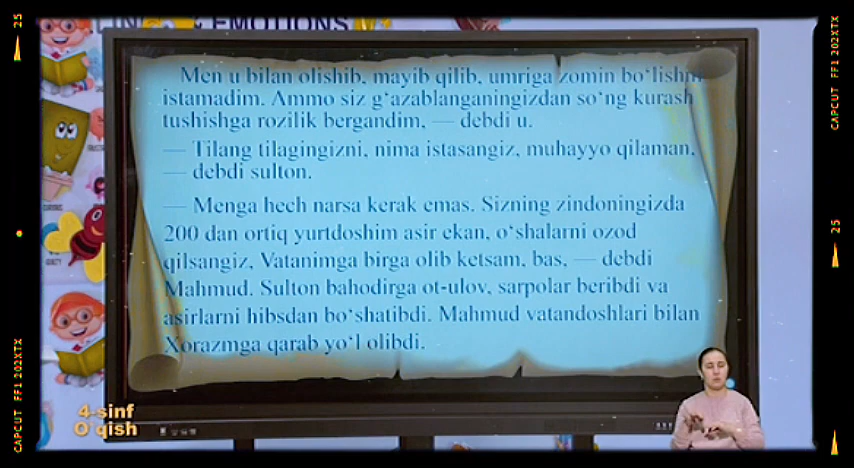 EMOTIONS
Men u bilan olishib, mayib qilib, umriga zomin bo‘lishni
istamadim. Ammo siz g‘azablanganingizdan so‘ng kurash
tushishga rozilik bergandim, — debdi u.
— Tilang tilagingizni, nima istasangiz, muhayyo qilaman,
— debdi sulton.
— Menga hech narsa kerak emas. Sizning zindoningizda
200 dan ortiq yurtdoshim asir ekan, o‘shalarni ozod
qilsangiz, Vatanimga birga olib ketsam, bas, — debdi
Mahmud. Sulton bahodirga ot-ulov, sarpolar beribdi va
asirlarni hibsdan bo‘shatibdi. Mahmud vatandoshlari bilan
Xorazmga qarab yo‘l olibdi.
4-sinf
O‘qish
25
CAPCUT FF1 202XTX
CAPCUT FF1 202XTX
25